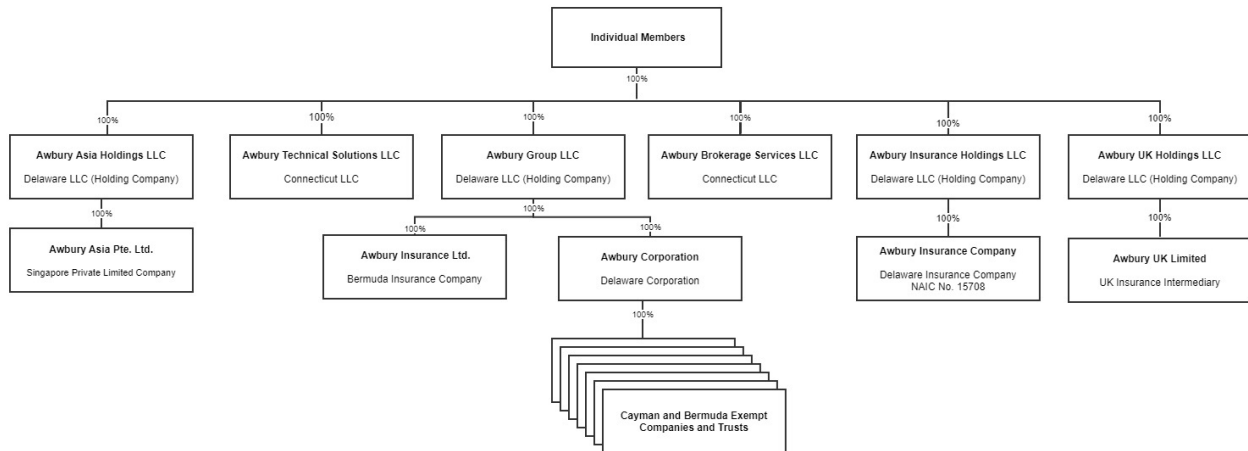 Individual Members
100%
100%
100%
100%
100%
100%
100%
Awbury Asia Holdings LLC
Delaware LLC (Holding Company)
Awbury Technical Solutions LLC
Connecticut LLC
Awbury Group LLC
Delaware LLC (Holding Company)
Awbury Brokerage Services LLC
Connecticut LLC
Awbury Insurance Holdings LLC
Delaware LLC (Holding Company)
Awbury UK Holdings LLC
Delaware LLC (Holding Company)
100%
100%
100%
100%
100%
100%
Awbury Asia Pte. Ltd.
Singapore Private Limited Company
Awbury Insurance Ltd.
Bermuda Insurance Company
Awbury Corporation
Delaware Corporation
Awbury Insurance Company
Delaware Insurance Company
NAIC No. 15708
Awbury UK Limited
UK Insurance Intermediary
100%
Cayman and Bermuda Exempt
Companies and Trusts